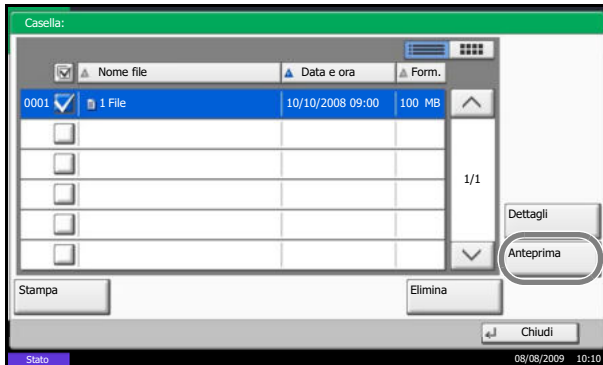 Casella:
Nome file Data e ora Form.
0001 1 File 10/10/2008 09:00 100 MB
1/1
Dettagli
Anteprima
Stampa Elimina
Chiudi
Stato 08/08/2009 10:10